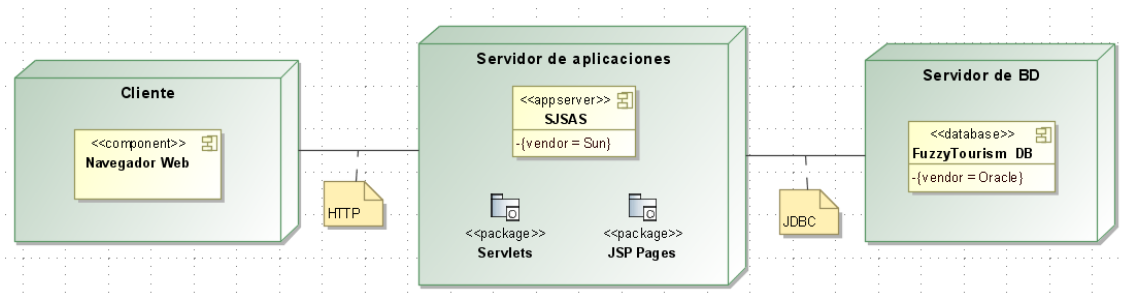 Cliente
<<component>>
Navegador Web
HTTP
Servidor de aplicaciones
<<appserver>>
SJSAS
-{vendor = Sun}
<<package>>
Servlets
<<package>>
JSP Pages
JDBC
Servidor de BD
<<database>>
FuzzyTourism DB
-{vendor = Oracle}